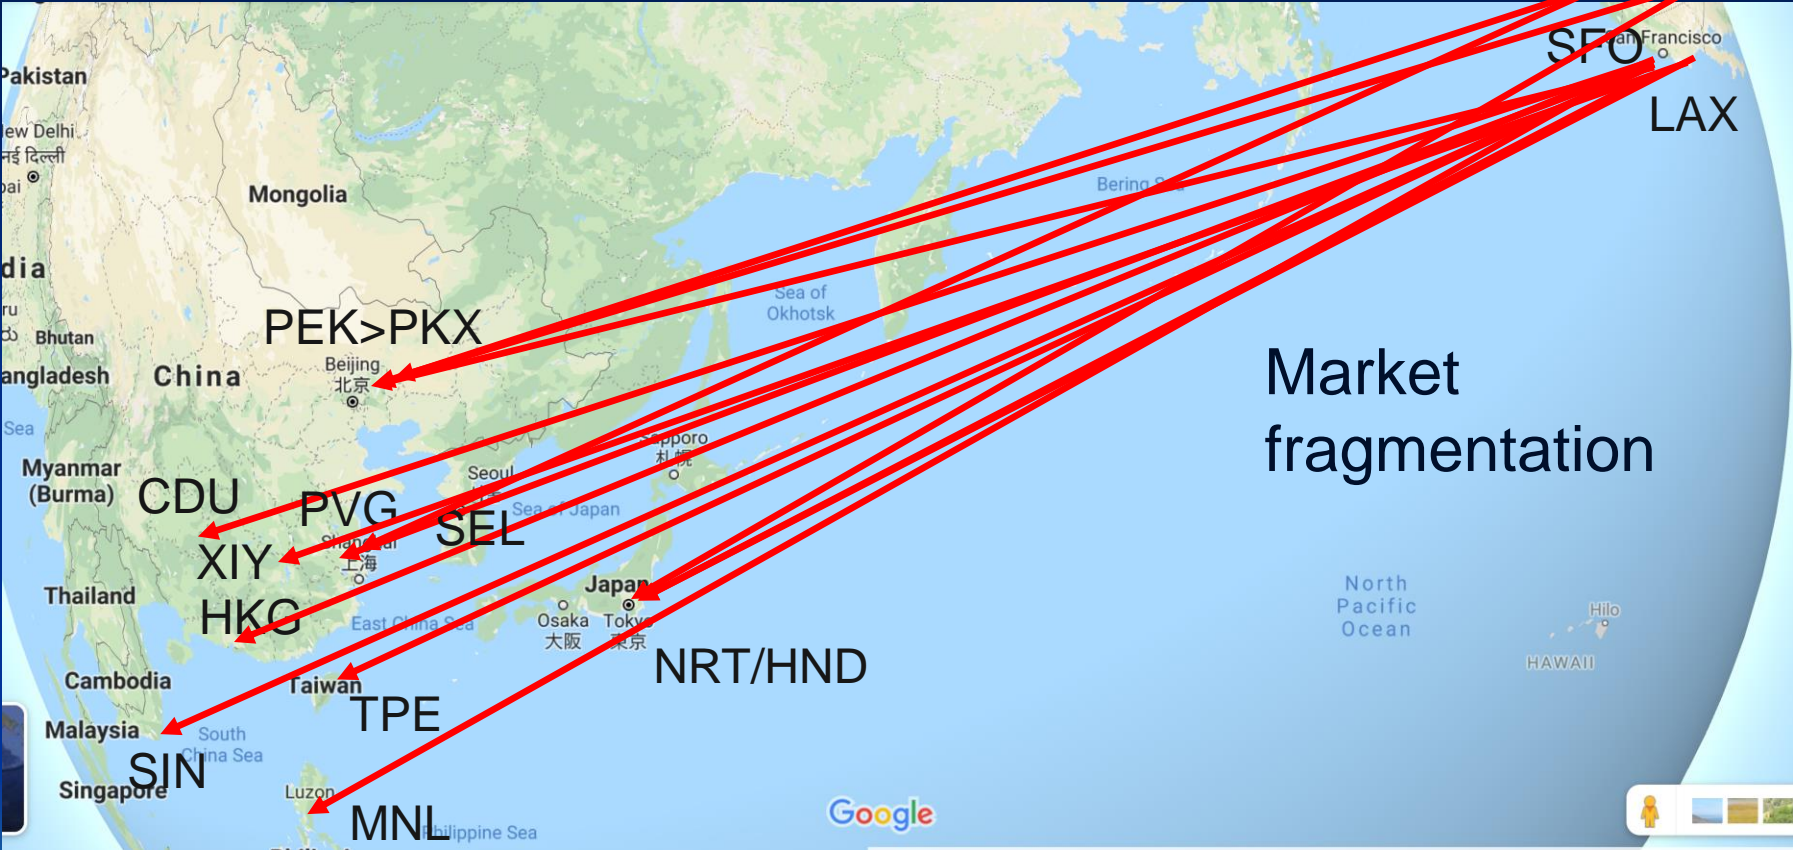 SFO
San Francisco
LAX
Pakistan
New Delhi
नई दिल्ली
Mongolia
Bering Sea
Sea of
Okhotsk
PEK>PKX
Bhutan
Beijing
北京
angladesh
China
Market
fragmentation
Sea
Myanmar
(Burma)
CDU
PVG
Seoul
Sapporo
札幌
Sea of Japan
SEL
Shanghai
上海
XIY
Thailand
HKG
East China Sea
Japan
Osaka
大阪
Tokyo
東京
North
Pacific
Ocean
Hilo
HAWAII
NRT/HND
Cambodia
Taiwan
TPE
Malaysia
South
China Sea
SIN
Singapore
Luzon
MNL
Philippine Sea
Google